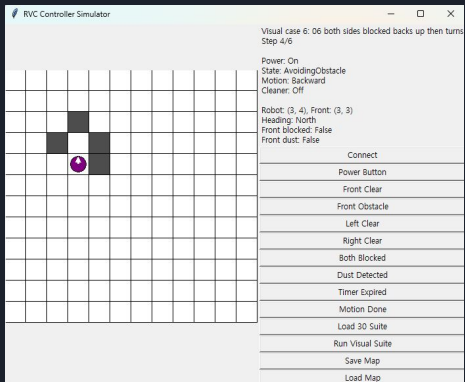 RVC Controller Simulator
Visual case 6: 06 both sides blocked backs up then turns
Step 4/6
Power: On
State: AvoidingObstacle
Motion: Backward
Cleaner: Off
Robot: (3, 4), Front: (3, 3)
Heading: North
Front blocked: False
Front dust: False
Connect
Power Button
Front Clear
Front Obstacle
Left Clear
Right Clear
Both Blocked
Dust Detected
Timer Expired
Motion Done
Load 30 Suite
Run Visual Suite
Save Map
Load Map